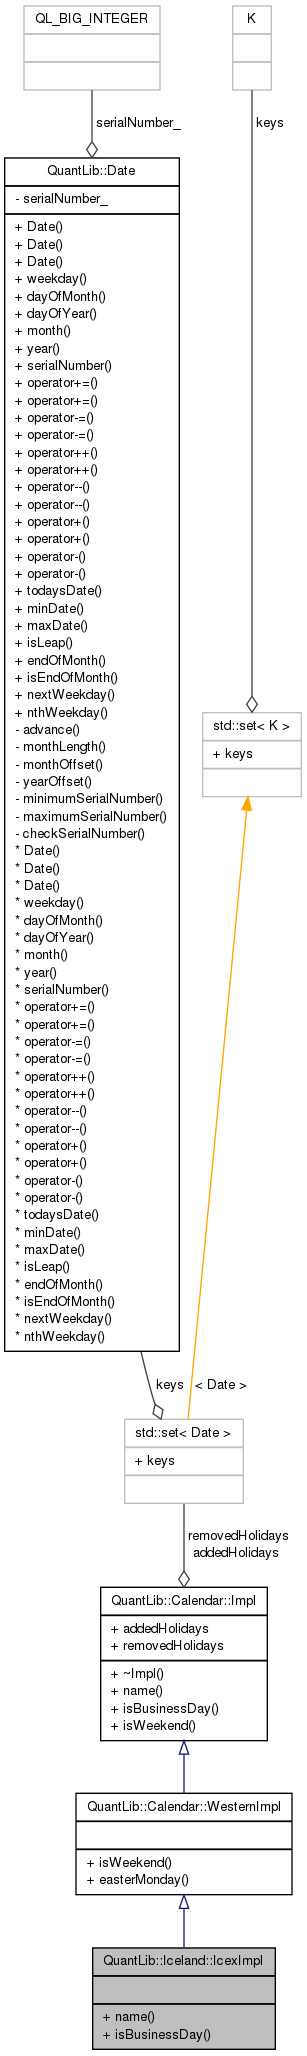 QL_BIG_INTEGER
K
serialNumber_
keys
QuantLib::Date
- serialNumber_
+ Date()
+ Date()
+ Date()
+ weekday()
+ dayOfMonth()
+ dayOfYear()
+ month()
+ year()
+ serialNumber()
+ operator+=()
+ operator+=()
+ operator-=()
+ operator-=()
+ operator++()
+ operator++()
+ operator--()
+ operator--()
+ operator+()
+ operator+()
+ operator-()
+ operator-()
+ todaysDate()
+ minDate()
+ maxDate()
+ isLeap()
+ endOfMonth()
+ isEndOfMonth()
+ nextWeekday()
+ nthWeekday()
- advance()
- monthLength()
- monthOffset()
- yearOffset()
- minimumSerialNumber()
- maximumSerialNumber()
- checkSerialNumber()
* Date()
* Date()
* Date()
* weekday()
* dayOfMonth()
* dayOfYear()
* month()
* year()
* serialNumber()
* operator+=()
* operator+=()
* operator-=()
* operator-=()
* operator++()
* operator++()
* operator--()
* operator--()
* operator+()
* operator+()
* operator-()
* operator-()
* todaysDate()
* minDate()
* maxDate()
* isLeap()
* endOfMonth()
* isEndOfMonth()
* nextWeekday()
* nthWeekday()
std::set< K >
+ keys
keys
< Date >
std::set< Date >
+ keys
removedHolidays
addedHolidays
QuantLib::Calendar::Impl
+ addedHolidays
+ removedHolidays
+ ~Impl()
+ name()
+ isBusinessDay()
+ isWeekend()
QuantLib::Calendar::WesternImpl
+ isWeekend()
+ easterMonday()
QuantLib::Iceland::IcexImpl
+ name()
+ isBusinessDay()